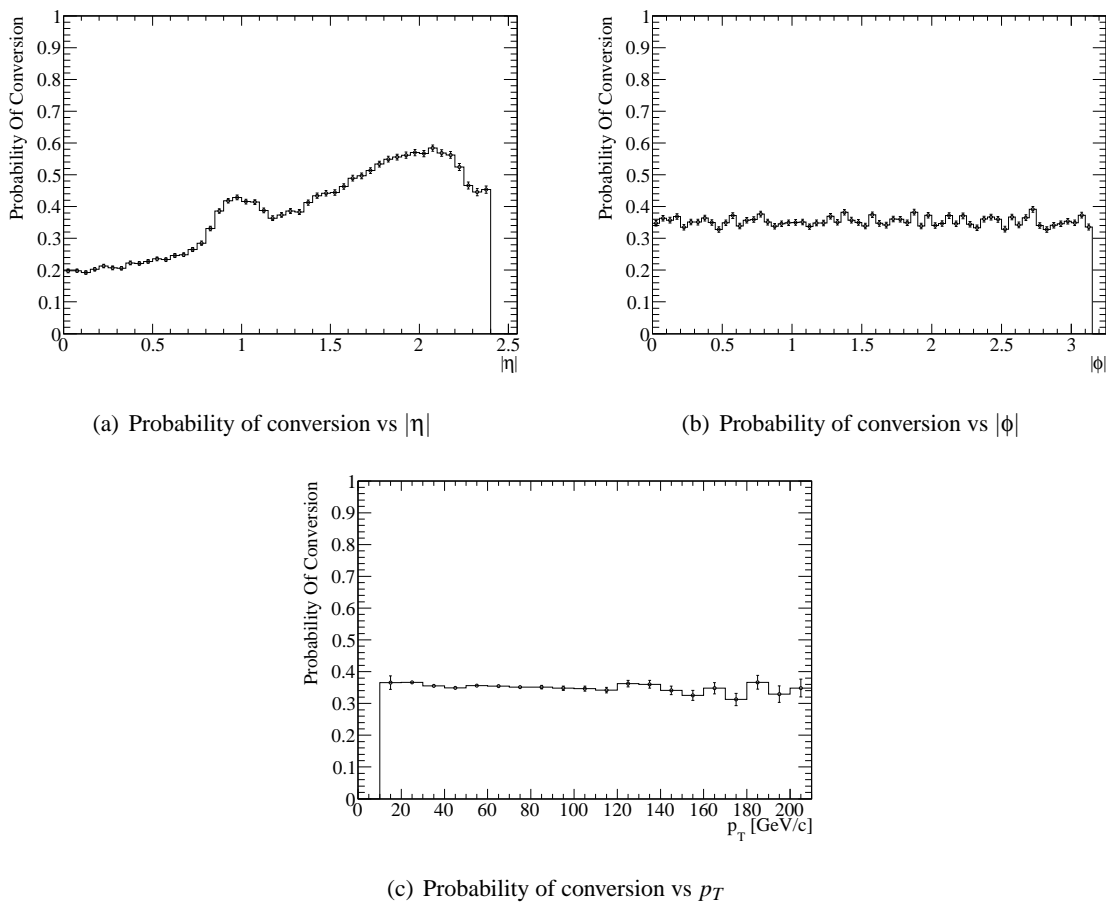 Probability Of Conversion
1
0.9
0.8
0.7
0.6
0.5
0.4
0.3
0.2
0.1
0
0 0.5 1 1.5 2 2.5
|η|
(a) Probability of conversion vs |η|
Probability Of Conversion
1
0.9
0.8
0.7
0.6
0.5
0.4
0.3
0.2
0.1
0
0 0.5 1 1.5 2 2.5 3
|ϕ|
(b) Probability of conversion vs |ϕ|
Probability Of Conversion
1
0.9
0.8
0.7
0.6
0.5
0.4
0.3
0.2
0.1
0
0 20 40 60 80 100 120 140 160 180 200
p_T [GeV/c]
(c) Probability of conversion vs p_T